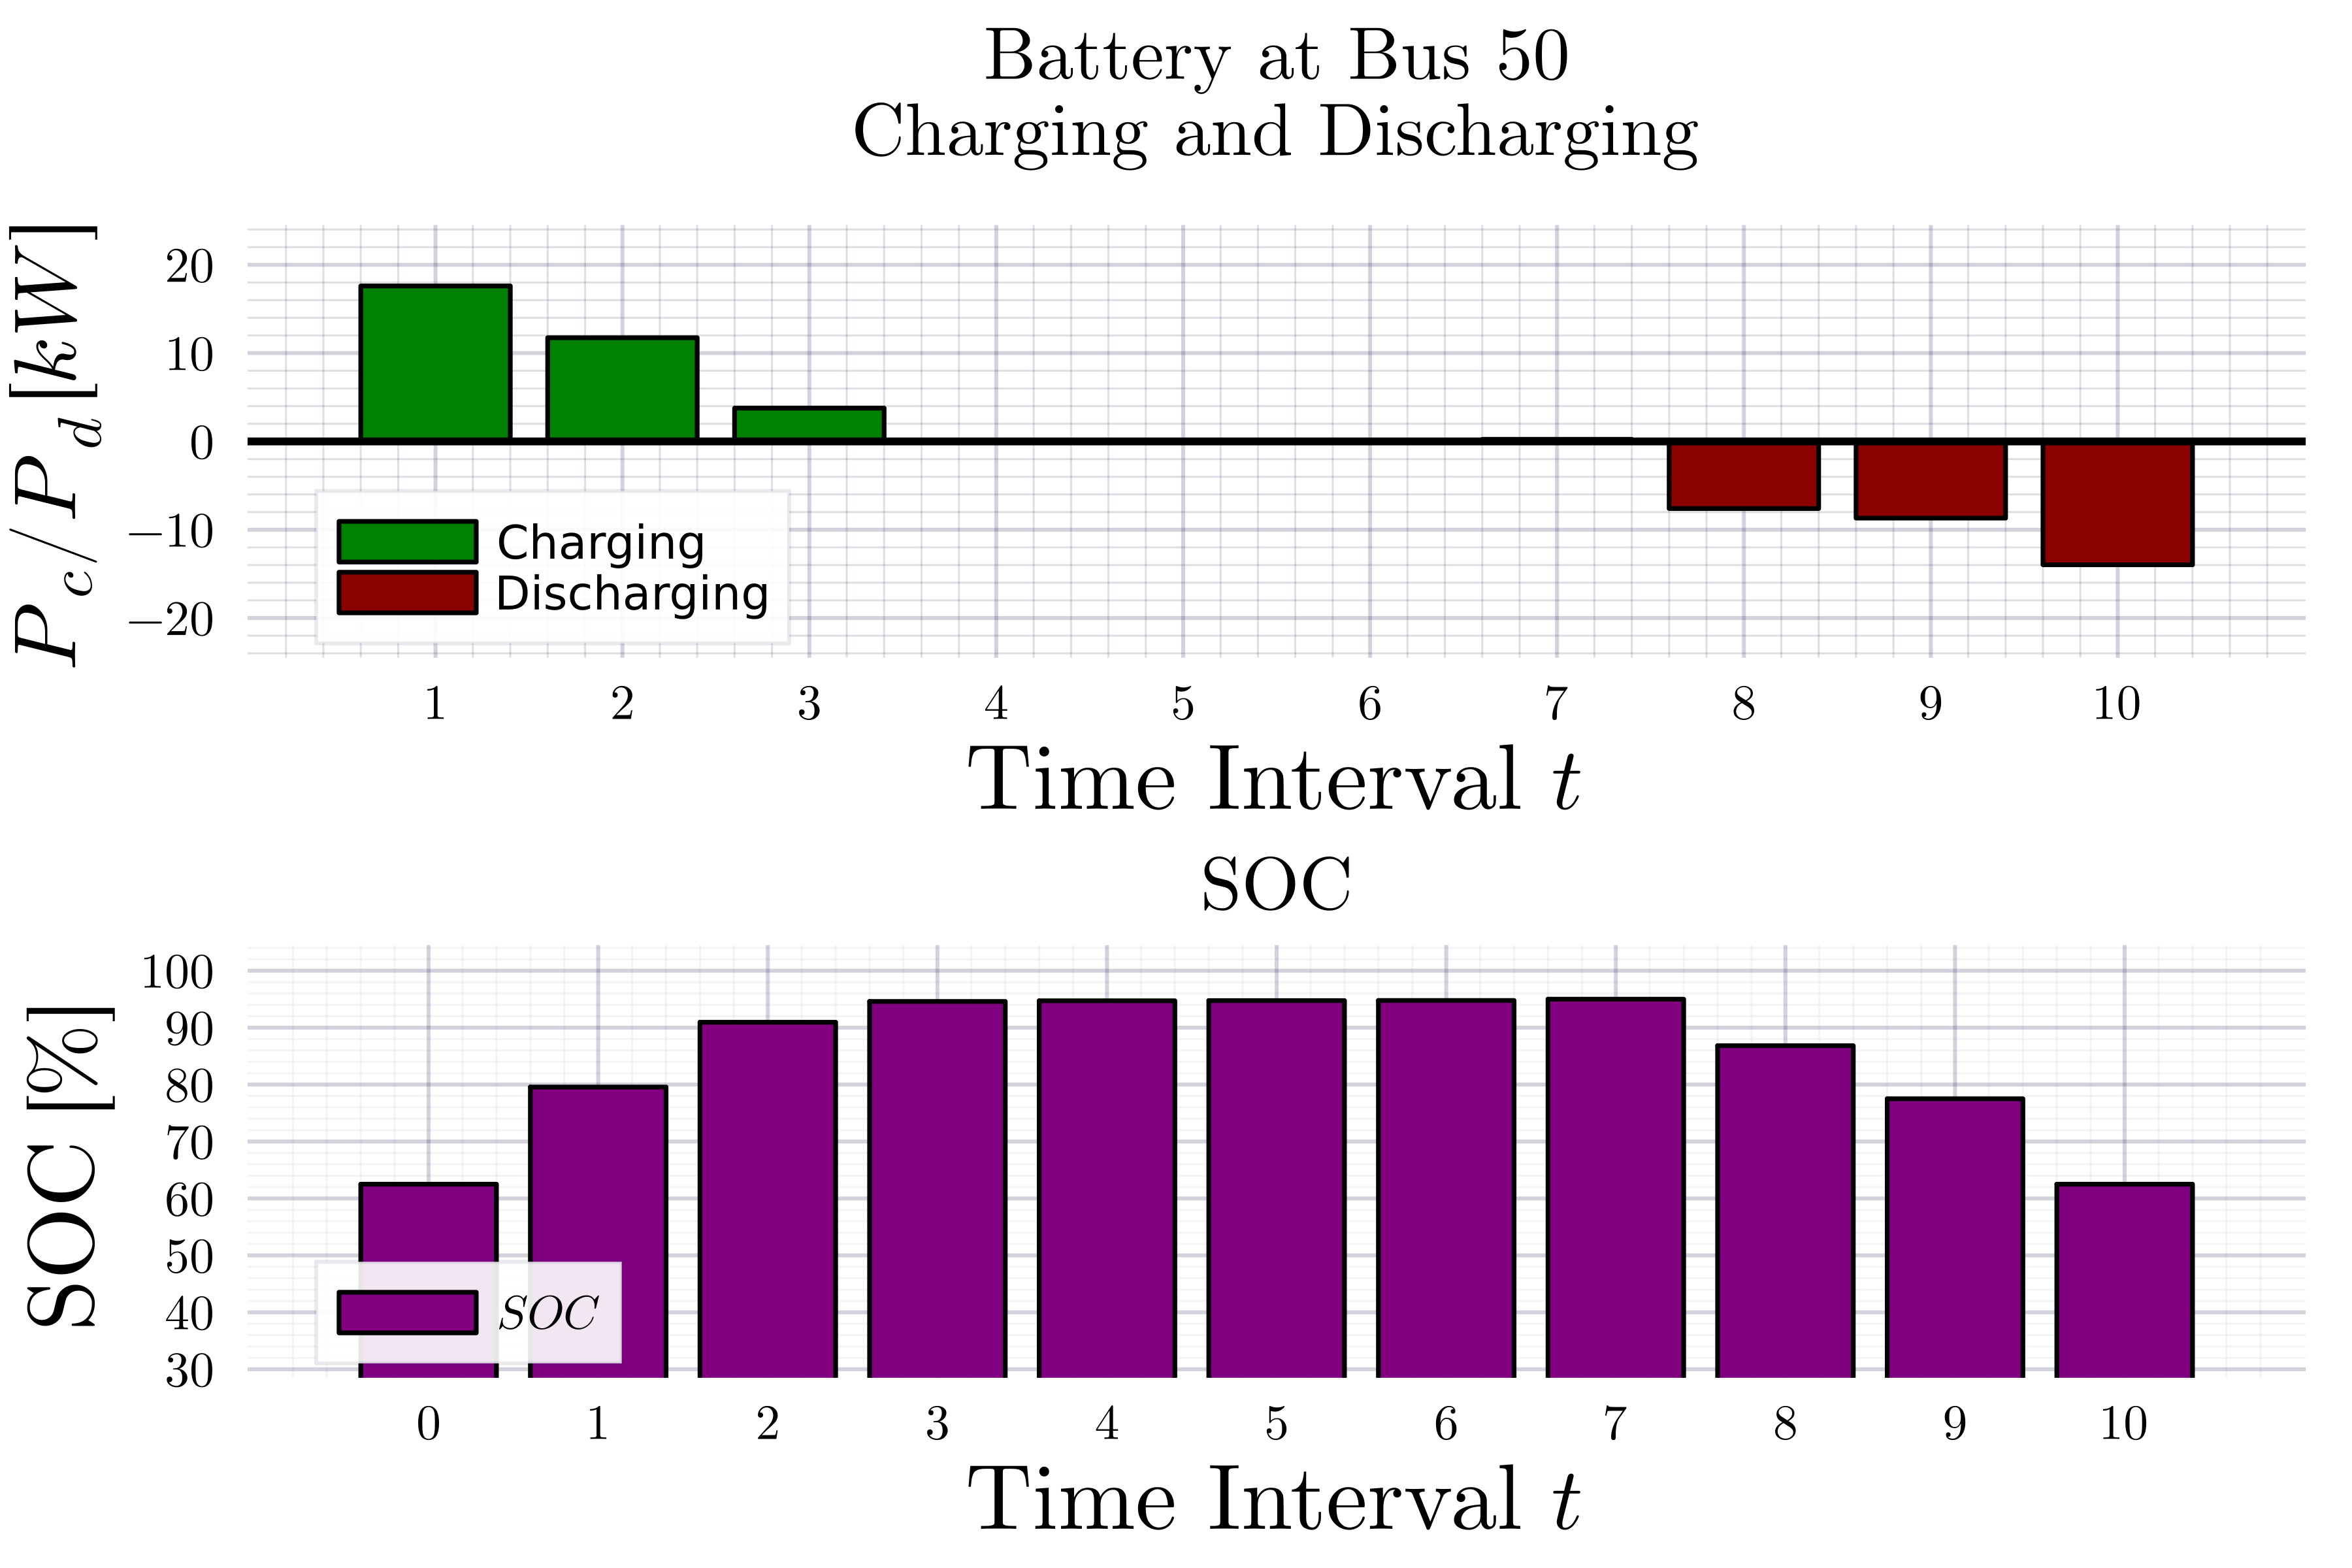 Battery at Bus 50
Charging and Discharging
P_c/P_d [kW]
20
10
0
−10
−20
Charging
Discharging
1 2 3 4 5 6 7 8 9 10
Time Interval t
SOC
SOC [%]
100
90
80
70
60
50
40
30
SOC
0 1 2 3 4 5 6 7 8 9 10
Time Interval t